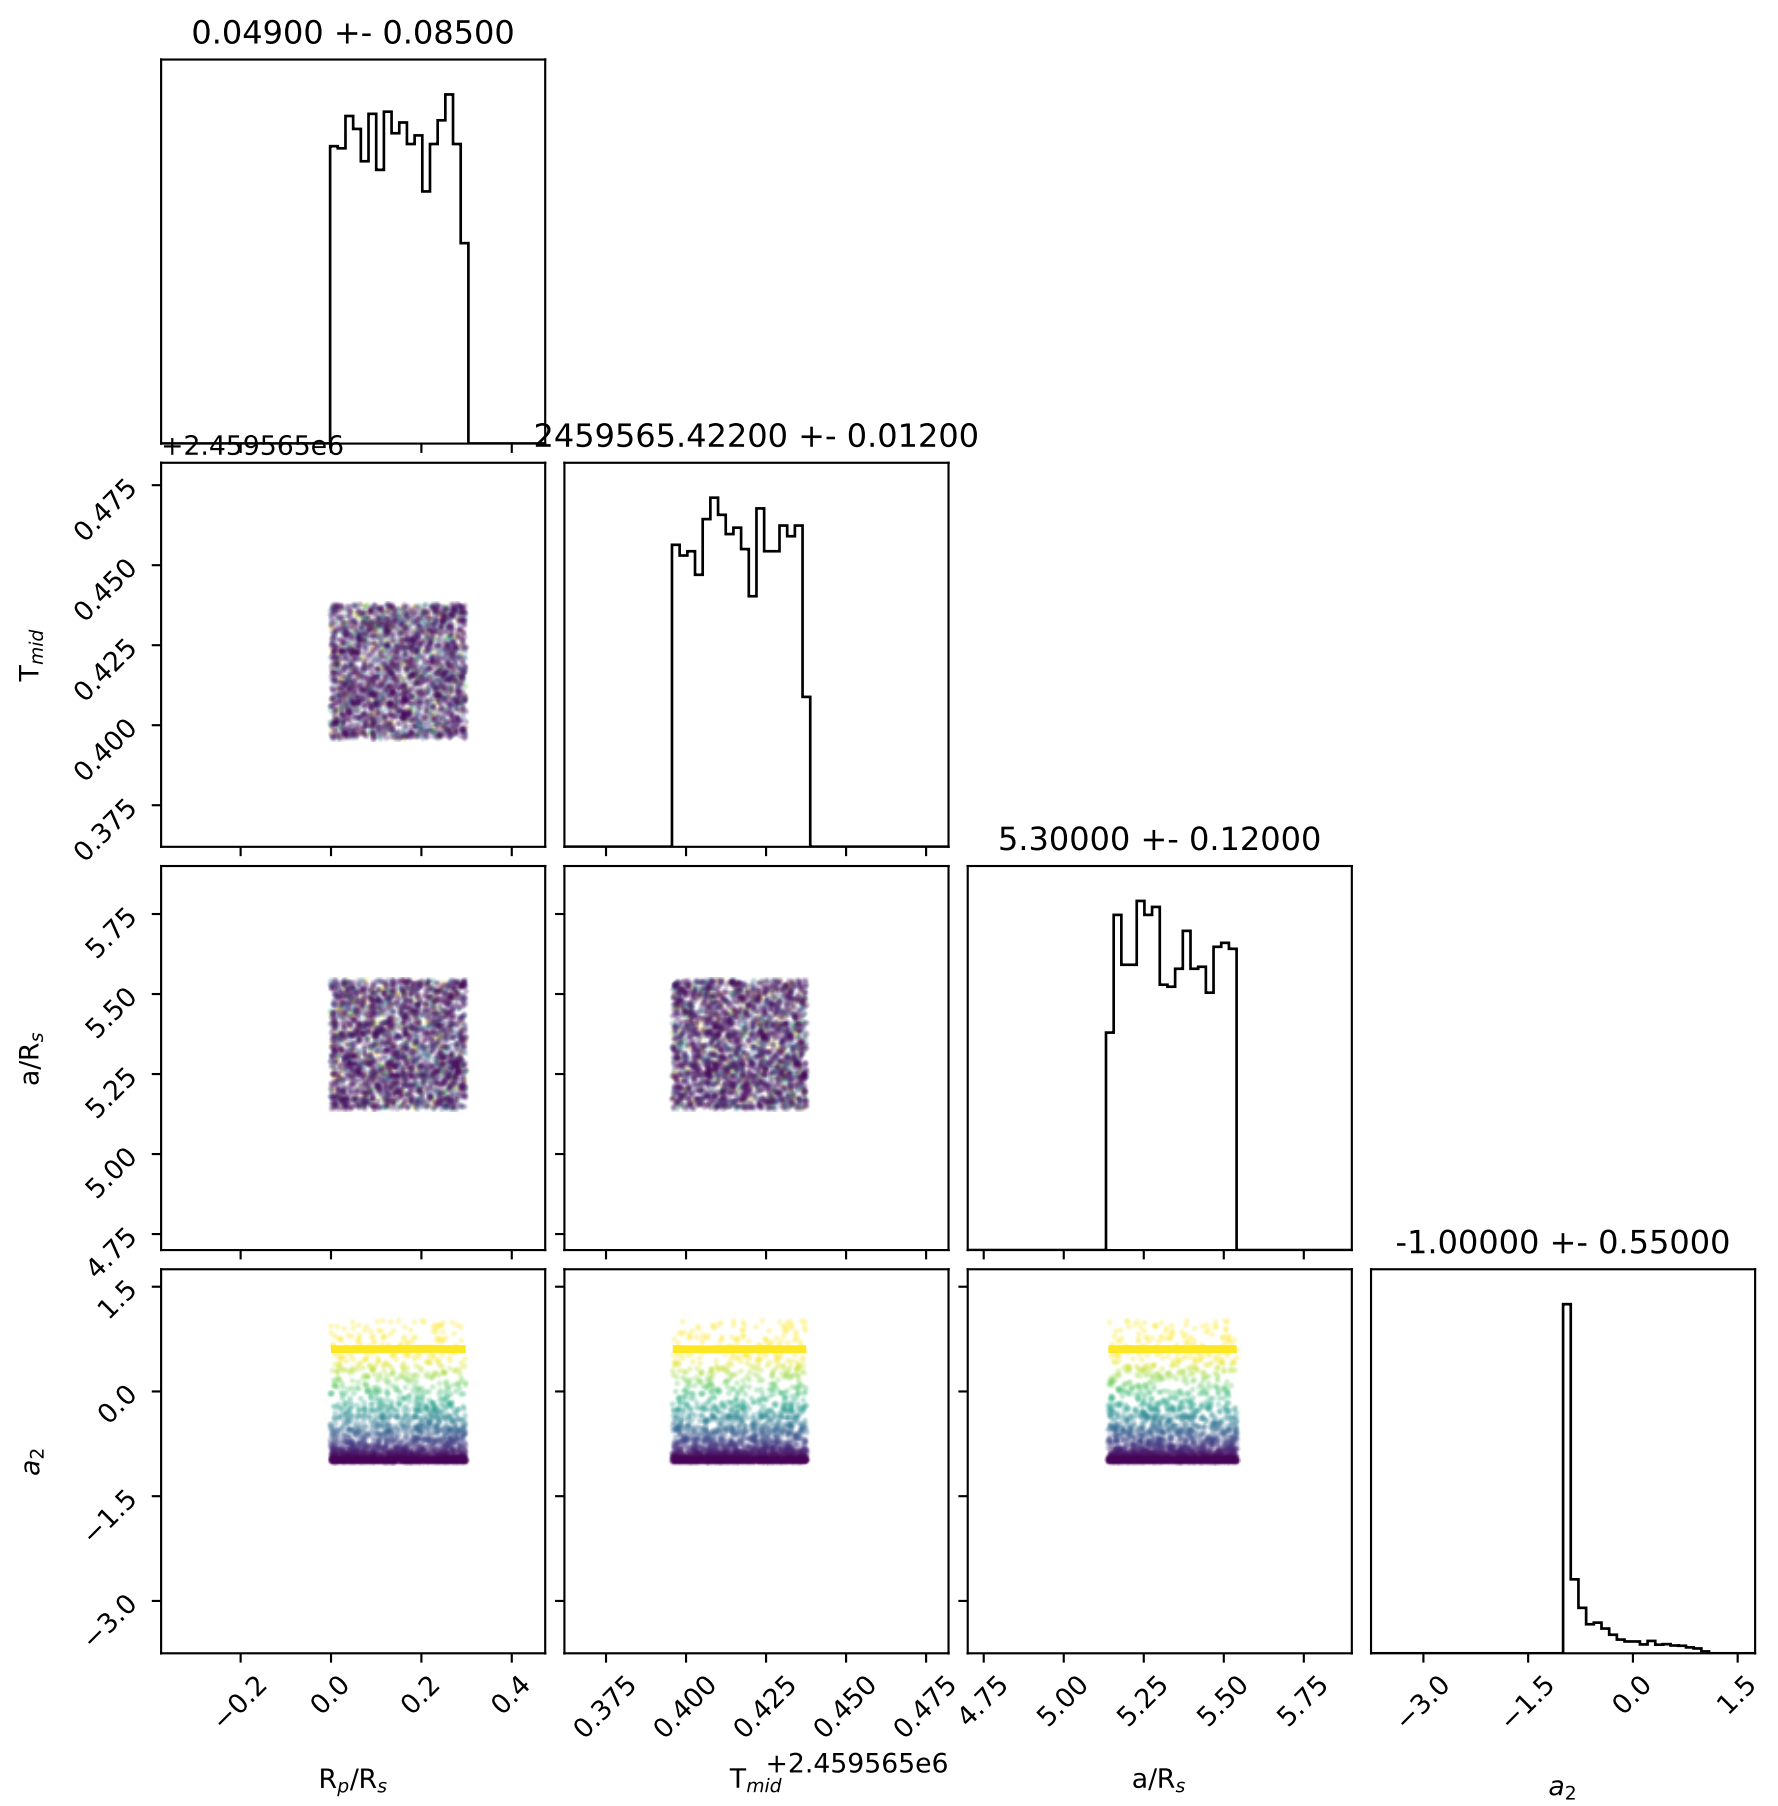 0.04900 +- 0.08500
+2.459565e6
2459565.42200 +- 0.01200
0.475
0.450
0.425
0.400
0.375
T_mid
5.30000 +- 0.12000
5.75
5.50
5.25
5.00
4.75
a/R_s
-1.00000 +- 0.55000
1.5
0.0
−1.5
−3.0
a_2
−0.2 0.0 0.2 0.4
0.375 0.400 0.425 0.450 0.475
4.75 5.00 5.25 5.50 5.75
−3.0 −1.5 0.0 1.5
+2.459565e6
R_p/R_s
T_mid
a/R_s
a_2